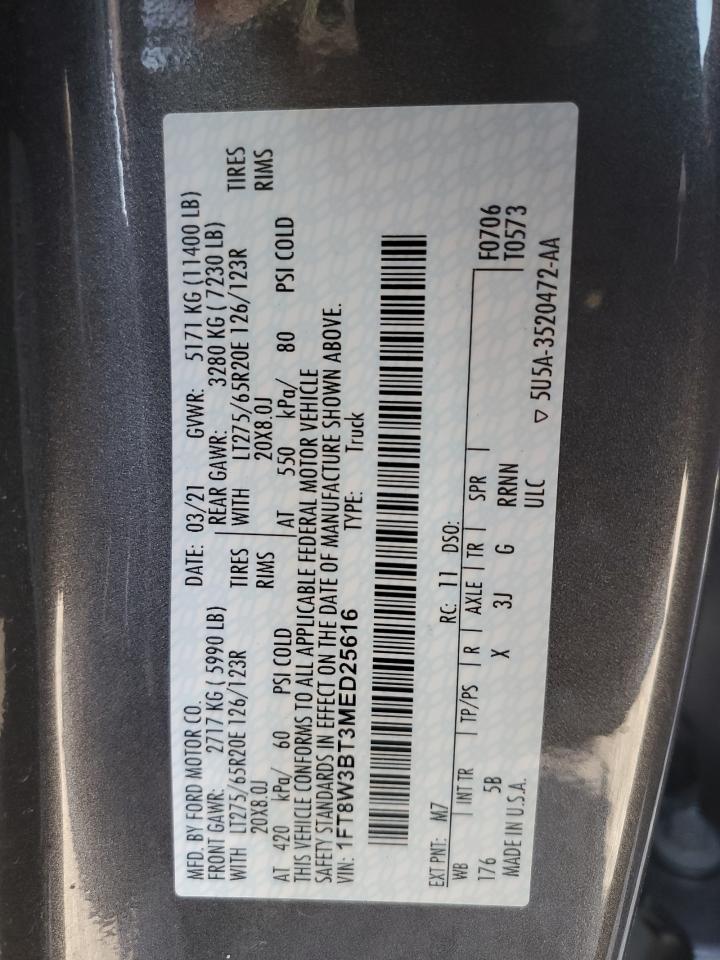 MFD. BY FORD MOTOR CO. DATE: 03/21 GVWR: 5171 KG (11400 LB)
FRONT GAWR: 2717 KG ( 5990 LB) REAR GAWR: 3280 KG ( 7230 LB)
WITH LT275/65R20E 126/123R TIRES WITH LT275/65R20E 126/123R TIRES
20X8.0J RIMS 20X8.0J RIMS
AT 420 kPa/ 60 PSI COLD AT 550 kPa/ 80 PSI COLD
THIS VEHICLE CONFORMS TO ALL APPLICABLE FEDERAL MOTOR VEHICLE
SAFETY STANDARDS IN EFFECT ON THE DATE OF MANUFACTURE SHOWN ABOVE.
VIN: 1FT8W3BT3MED25616 TYPE: Truck
EXT PNT: M7 RC: 11 DSO:
WB INT TR TP/PS R AXLE TR SPR F0706
176 5B X 3J G RRNN T0573
MADE IN U.S.A. ULC
▽ 5U5A-3520472-AA